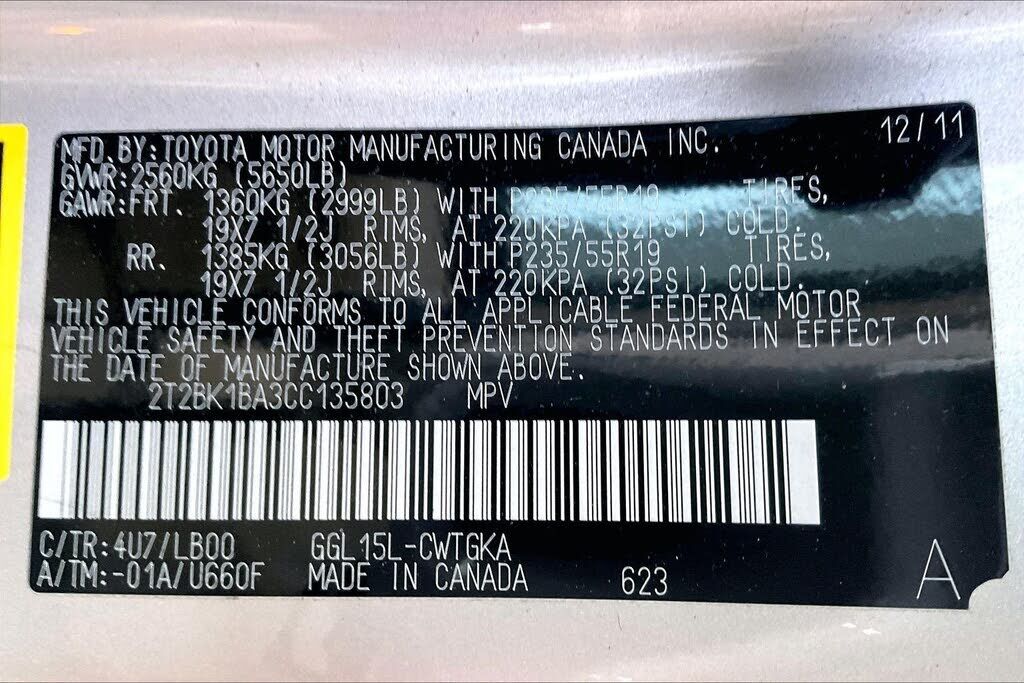 MFD.BY:TOYOTA MOTOR MANUFACTURING CANADA INC. 12/11
GVWR:2560KG (5650LB)
GAWR:FRT. 1360KG (2999LB) WITH P235/55R19 TIRES,
19X7 1/2J RIMS, AT 220KPA (32PSI) COLD.
RR. 1385KG (3056LB) WITH P235/55R19 TIRES,
19X7 1/2J RIMS, AT 220KPA (32PSI) COLD.
THIS VEHICLE CONFORMS TO ALL APPLICABLE FEDERAL MOTOR
VEHICLE SAFETY AND THEFT PREVENTION STANDARDS IN EFFECT ON
THE DATE OF MANUFACTURE SHOWN ABOVE.
2T2BK1BA3CC135803 MPV
C/TR:4U7/LB00 GGL15L-CWTGKA
A/TM:-01A/U660F MADE IN CANADA 623 A